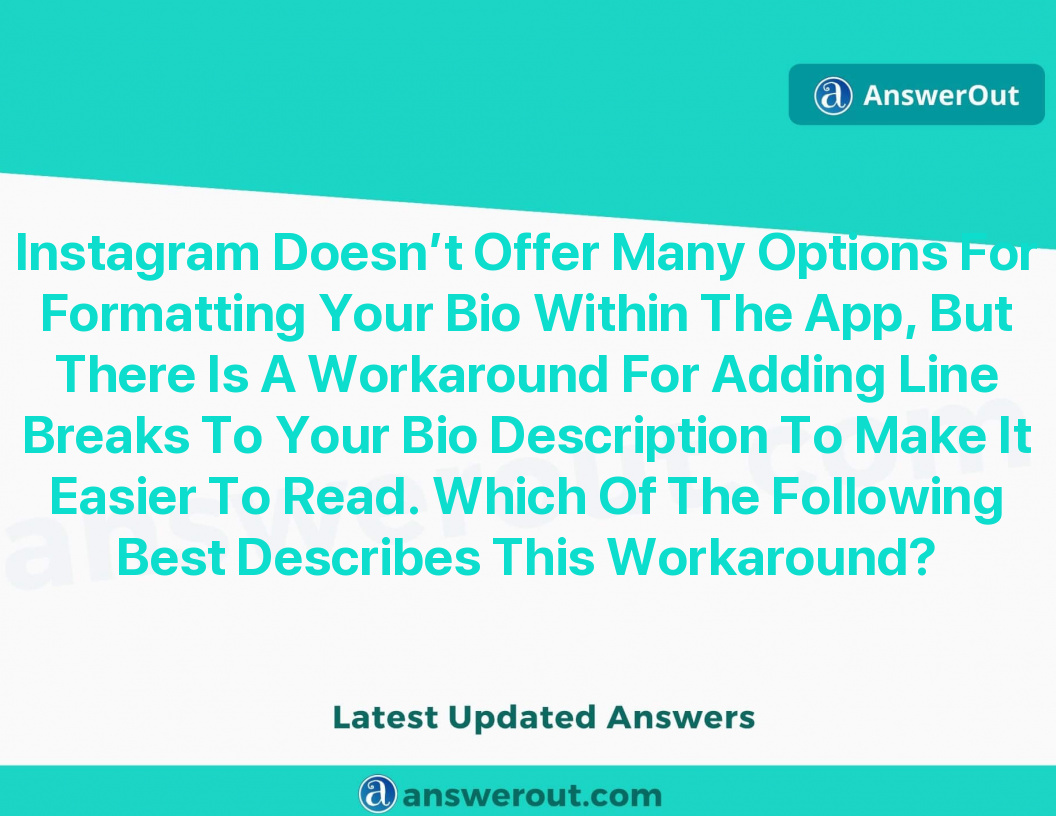 AnswerOut
Instagram Doesn’t Offer Many Options For
Formatting Your Bio Within The App, But
There Is A Workaround For Adding Line
Breaks To Your Bio Description To Make It
Easier To Read. Which Of The Following
Best Describes This Workaround?
answerout.com
Latest Updated Answers
a answerout.com